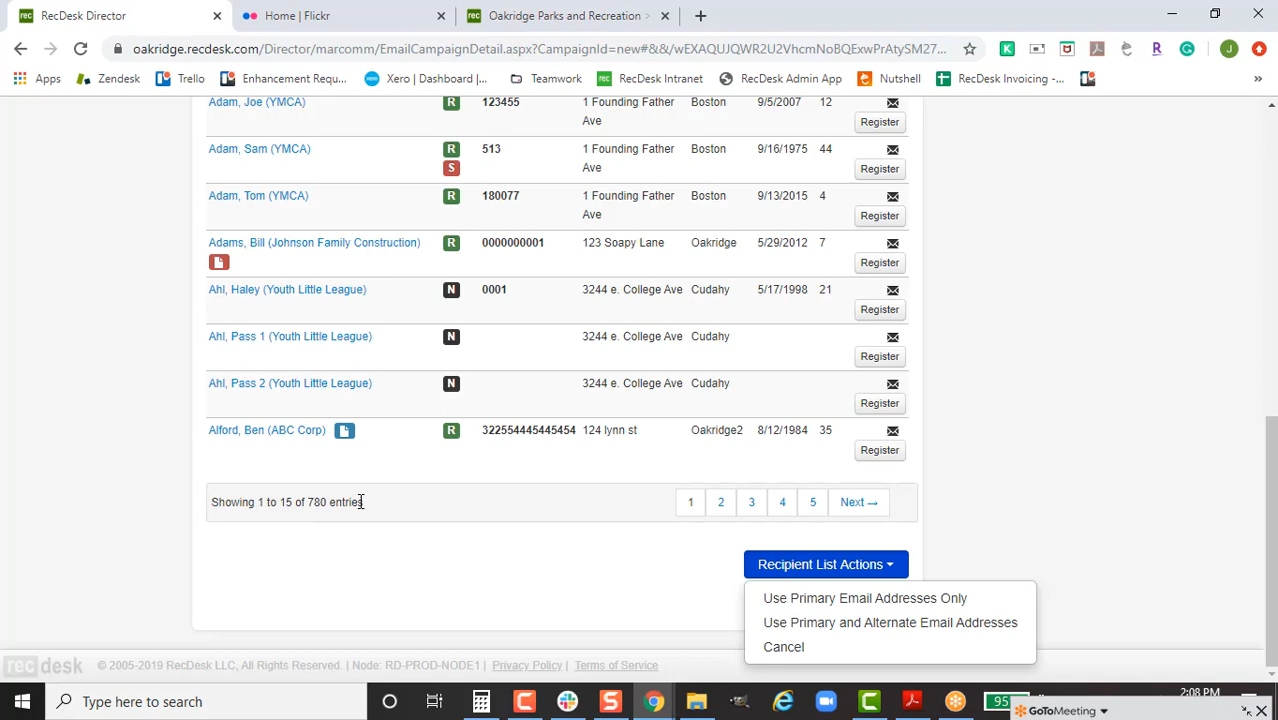 RecDesk Director
Home | Flickr
Oakridge Parks and Recreation >
oakridge.recdesk.com/Director/marcomm/EmailCampaignDetail.aspx?CampaignId=new#&&/wEXAQUJQWR2U2VhcmNoBQExwPrAtySM27...
Apps Zendesk Trello Enhancement Requ... Xero | Dashboard |... Teamwork RecDesk Intranet RecDesk Admin App Nutshell RecDesk Invoicing -... »
Adam, Joe (YMCA) R 123455 1 Founding Father Boston 9/5/2007 12
Ave Register
Adam, Sam (YMCA) R 513 1 Founding Father Boston 9/16/1975 44
S Ave Register
Adam, Tom (YMCA) R 180077 1 Founding Father Boston 9/13/2015 4
Ave Register
Adams, Bill (Johnson Family Construction) R 0000000001 123 Soapy Lane Oakridge 5/29/2012 7
Register
Ahl, Haley (Youth Little League) N 0001 3244 e. College Ave Cudahy 5/17/1998 21
Register
Ahl, Pass 1 (Youth Little League) N 3244 e. College Ave Cudahy
Register
Ahl, Pass 2 (Youth Little League) N 3244 e. College Ave Cudahy
Register
Alford, Ben (ABC Corp) R 322554445445454 124 lynn st Oakridge2 8/12/1984 35
Register
Showing 1 to 15 of 780 entries 1 2 3 4 5 Next →
Recipient List Actions
Use Primary Email Addresses Only
Use Primary and Alternate Email Addresses
Cancel
recdesk © 2005-2019 RecDesk LLC, All Rights Reserved. | Node: RD-PROD-NODE1 | Privacy Policy | Terms of Service
Type here to search
95
2:08 PM
GoToMeeting